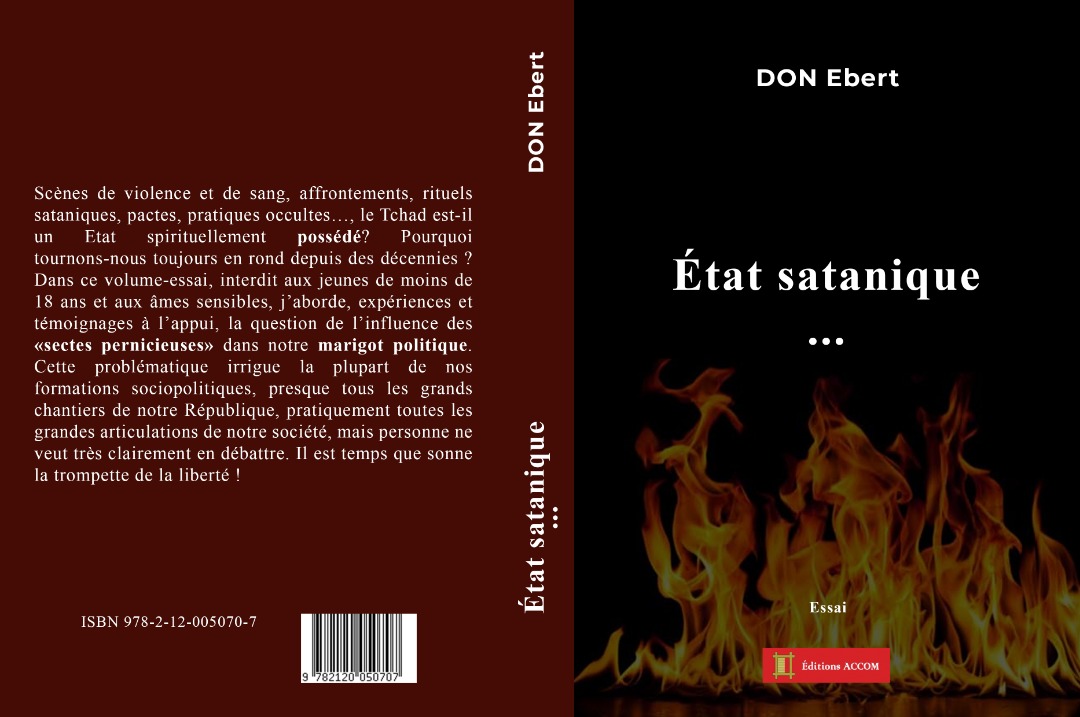 Scènes de violence et de sang, affrontements, rituels
sataniques, pactes, pratiques occultes…, le Tchad est-il
un Etat spirituellement possédé? Pourquoi
tournons-nous toujours en rond depuis des décennies ?
Dans ce volume-essai, interdit aux jeunes de moins de
18 ans et aux âmes sensibles, j’aborde, expériences et
témoignages à l’appui, la question de l’influence des
«sectes pernicieuses» dans notre marigot politique.
Cette problématique irrigue la plupart de nos
formations sociopolitiques, presque tous les grands
chantiers de notre République, pratiquement toutes les
grandes articulations de notre société, mais personne ne
veut très clairement en débattre. Il est temps que sonne
la trompette de la liberté !
ISBN 978-2-12-005070-7
9 782120 050707
DON Ebert
État satanique
...
DON Ebert
État satanique
...
Essai
Éditions ACCOM